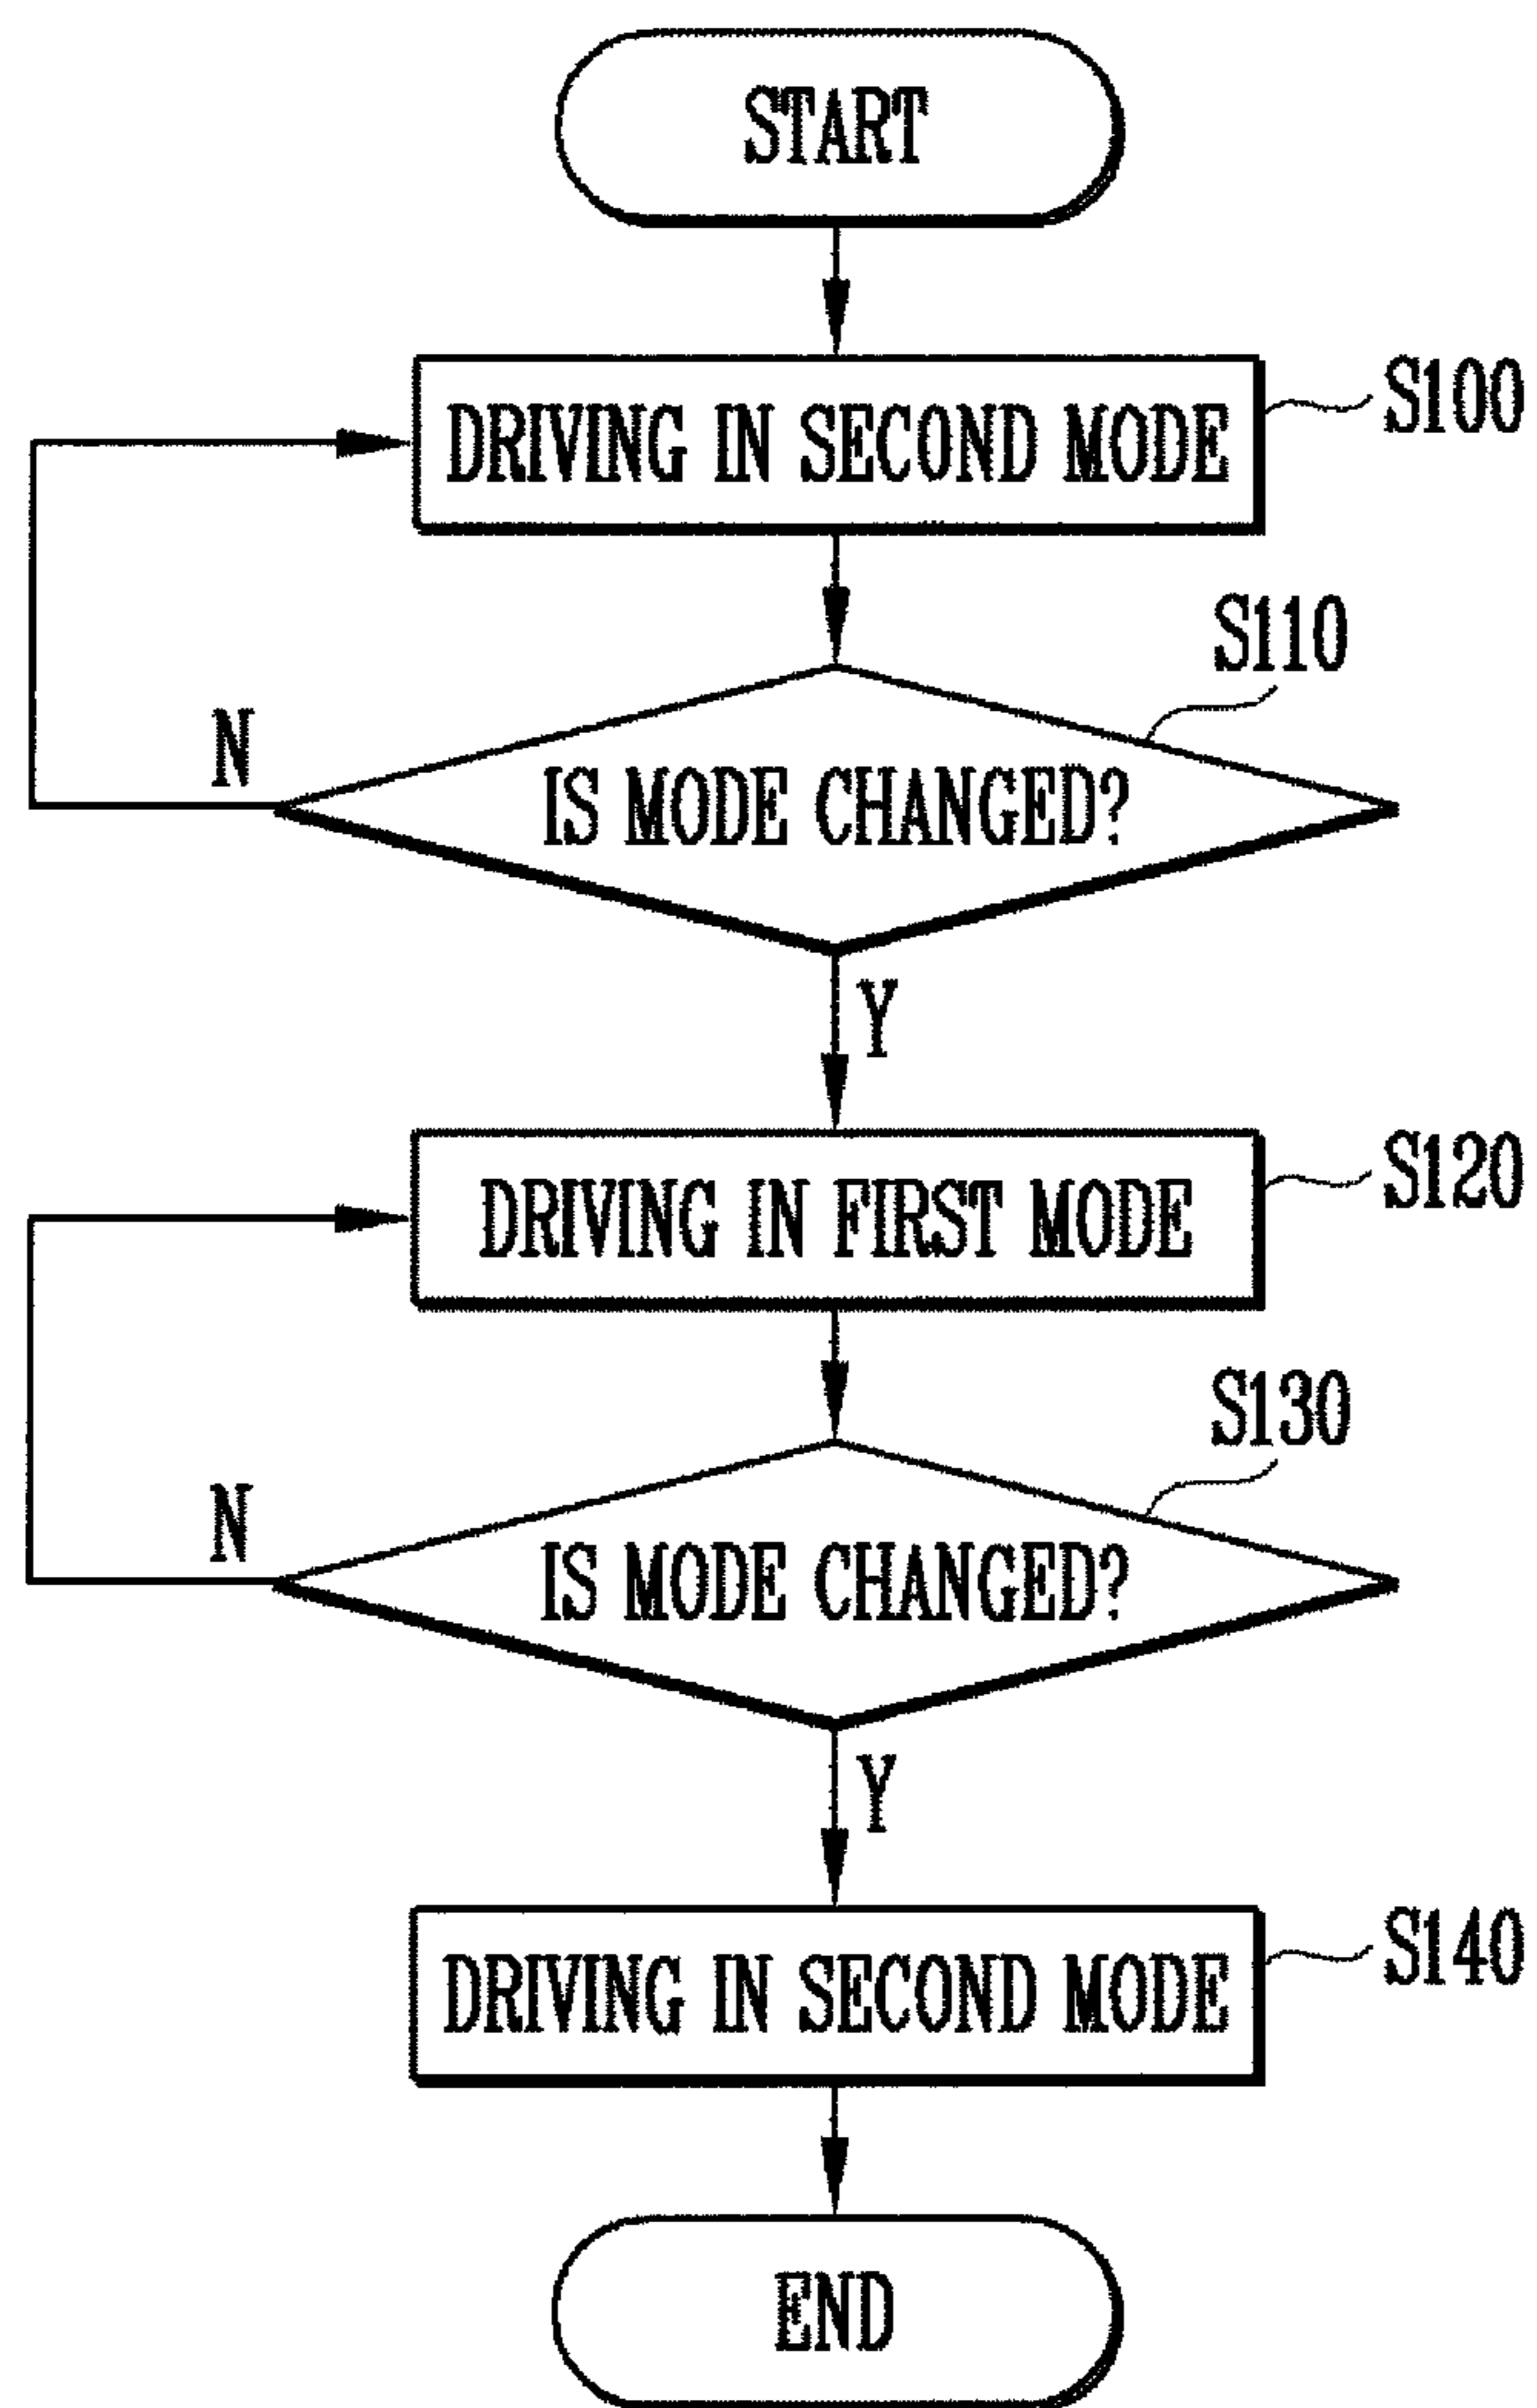 START
DRIVING IN SECOND MODE
S100
S110
N
IS MODE CHANGED?
Y
DRIVING IN FIRST MODE
S120
S130
N
IS MODE CHANGED?
Y
DRIVING IN SECOND MODE
S140
END